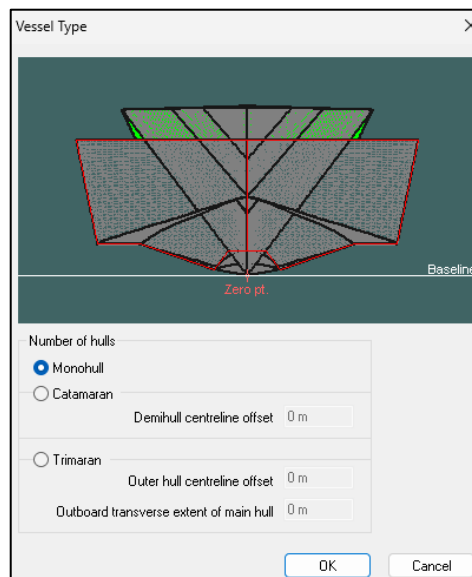 Vessel Type
Baseline
Zero pt.
Number of hulls
Monohull
Catamaran
Demihull centreline offset 0 m
Trimaran
Outer hull centreline offset 0 m
Outboard transverse extent of main hull 0 m
OK Cancel